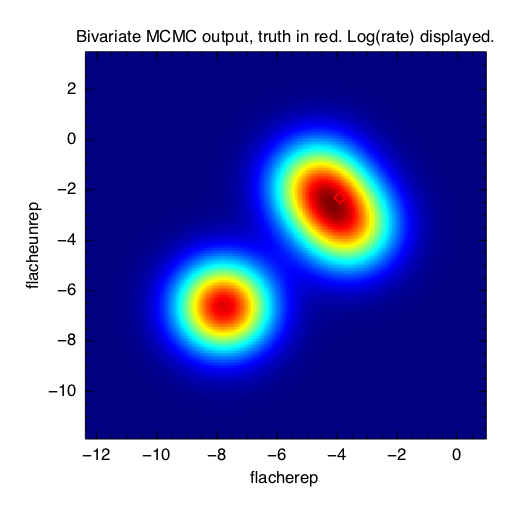 Bivariate MCMC output, truth in red. Log(rate) displayed.
2
0
−2
−4
−6
−8
−10
flacheunrep
−12 −10 −8 −6 −4 −2 0
flacherep